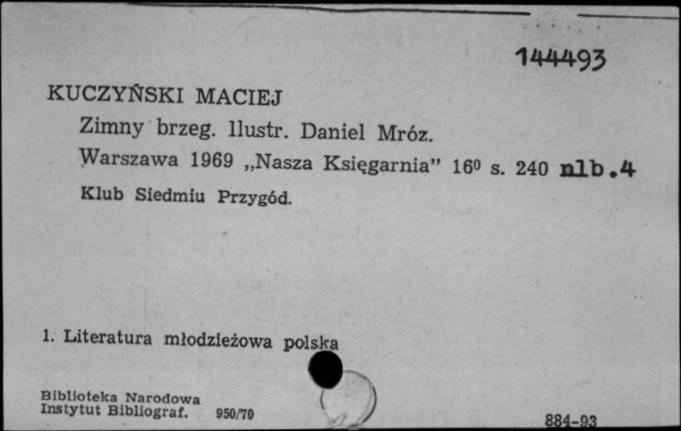 144493
KUCZYŃSKI MACIEJ
Zimny brzeg. Ilustr. Daniel Mróz.
Warszawa 1969 „Nasza Księgarnia” 16⁰ s. 240 nlb.4
Klub Siedmiu Przygód.
1. Literatura młodzieżowa polska
Biblioteka Narodowa
Instytut Bibliograf. 950/70
884-93